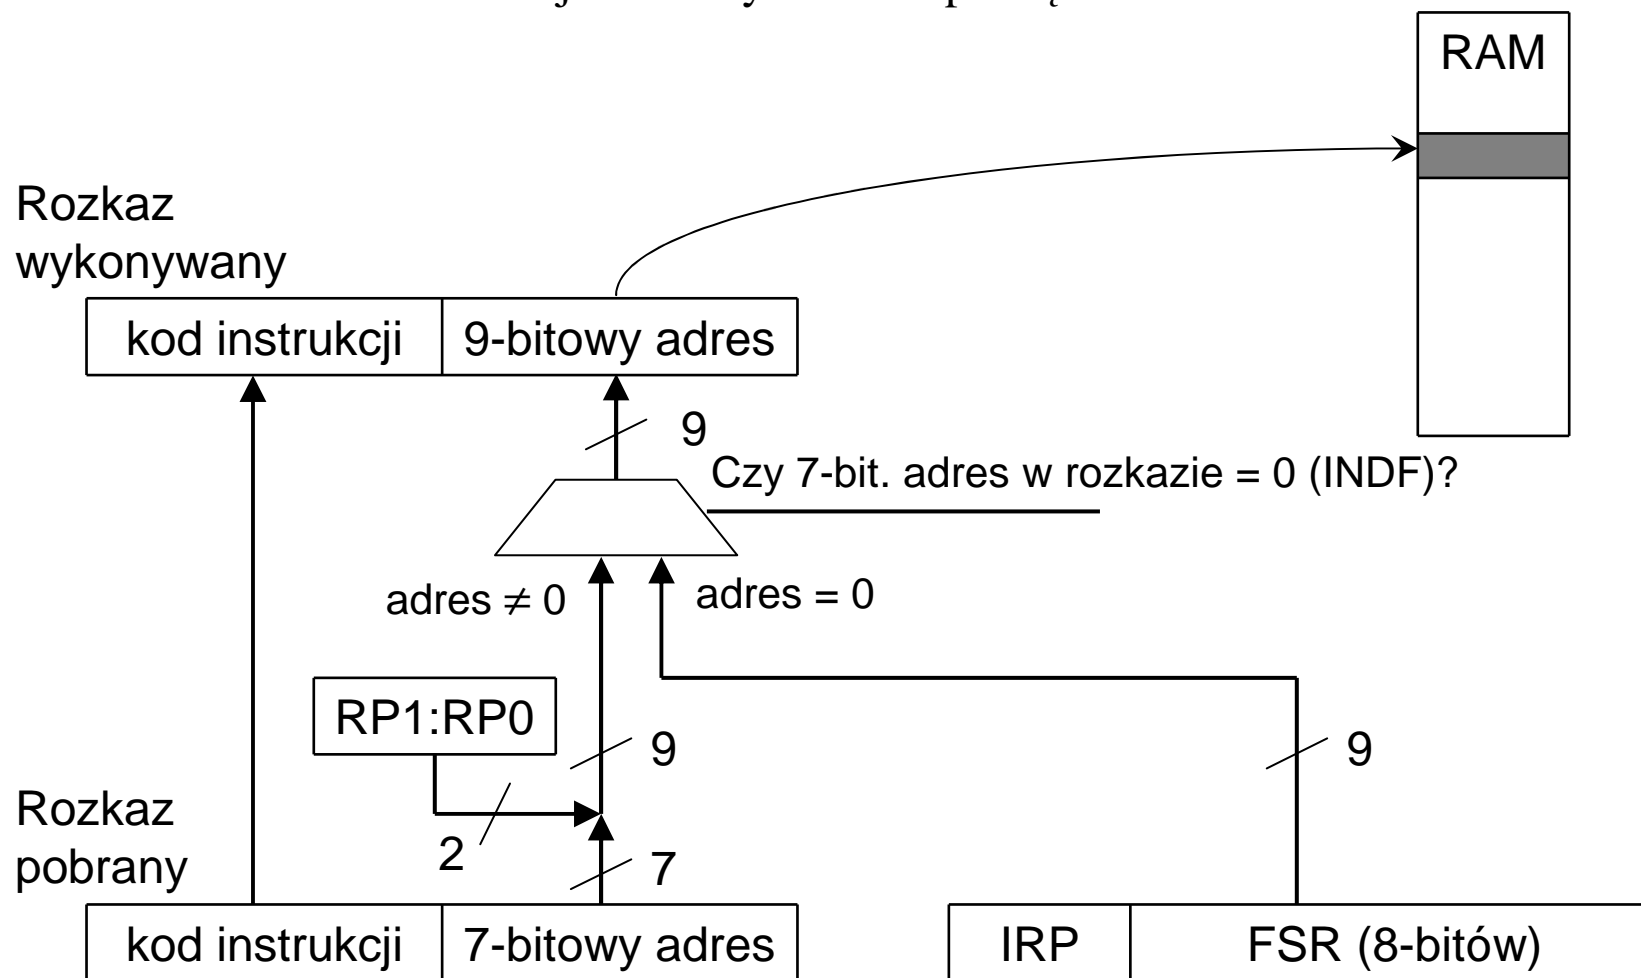 RAM
Rozkaz
wykonywany
kod instrukcji 9-bitowy adres
9
Czy 7-bit. adres w rozkazie = 0 (INDF)?
adres ≠ 0 adres = 0
RP1:RP0
9 9
Rozkaz
pobrany
2
7
kod instrukcji 7-bitowy adres IRP FSR (8-bitów)